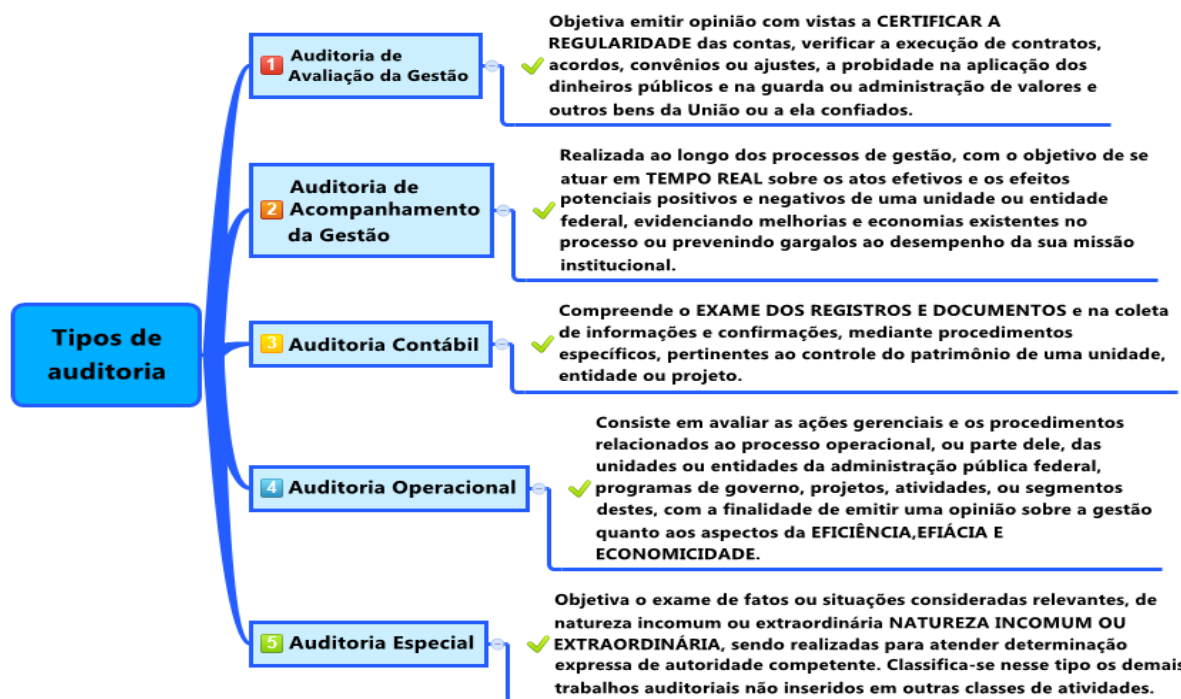 Tipos de
auditoria
1 Auditoria de
Avaliação da Gestão
Objetiva emitir opinião com vistas a CERTIFICAR A
REGULARIDADE das contas, verificar a execução de contratos,
acordos, convênios ou ajustes, a probidade na aplicação dos
dinheiros públicos e na guarda ou administração de valores e
outros bens da União ou a ela confiados.
2 Auditoria de
Acompanhamento
da Gestão
Realizada ao longo dos processos de gestão, com o objetivo de se
atuar em TEMPO REAL sobre os atos efetivos e os efeitos
potenciais positivos e negativos de uma unidade ou entidade
federal, evidenciando melhorias e economias existentes no
processo ou prevenindo gargalos ao desempenho da sua missão
institucional.
3 Auditoria Contábil
Compreende o EXAME DOS REGISTROS E DOCUMENTOS e na coleta
de informações e confirmações, mediante procedimentos
específicos, pertinentes ao controle do patrimônio de uma unidade,
entidade ou projeto.
4 Auditoria Operacional
Consiste em avaliar as ações gerenciais e os procedimentos
relacionados ao processo operacional, ou parte dele, das
unidades ou entidades da administração pública federal,
programas de governo, projetos, atividades, ou segmentos
destes, com a finalidade de emitir uma opinião sobre a gestão
quanto aos aspectos da EFICIÊNCIA,EFIÁCIA E
ECONOMICIDADE.
5 Auditoria Especial
Objetiva o exame de fatos ou situações consideradas relevantes, de
natureza incomum ou extraordinária NATUREZA INCOMUM OU
EXTRAORDINÁRIA, sendo realizadas para atender determinação
expressa de autoridade competente. Classifica-se nesse tipo os demais
trabalhos auditoriais não inseridos em outras classes de atividades.